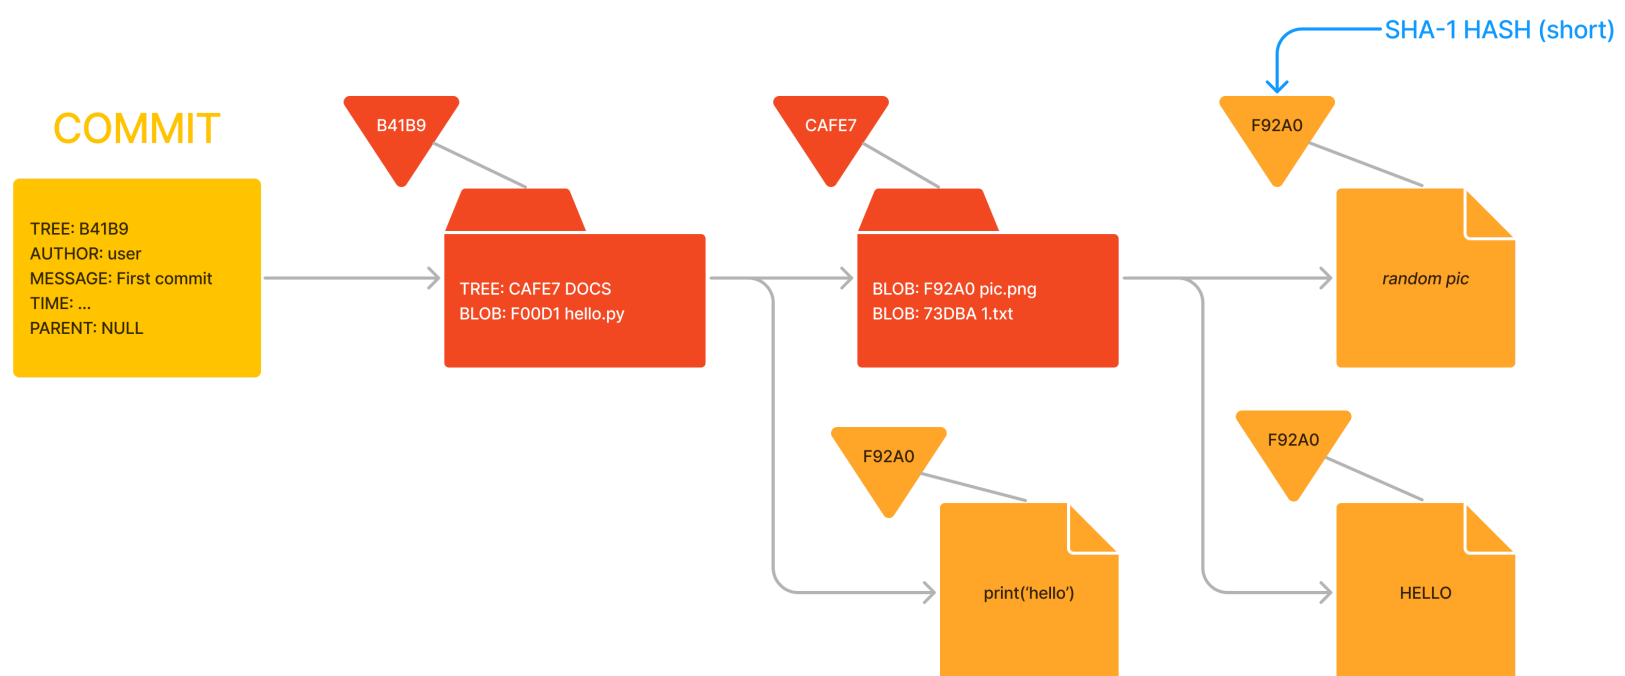 SHA-1 HASH (short)
COMMIT
B41B9
CAFE7
F92A0
TREE: B41B9
AUTHOR: user
MESSAGE: First commit
TIME: ...
PARENT: NULL
TREE: CAFE7 DOCS
BLOB: F00D1 hello.py
BLOB: F92A0 pic.png
BLOB: 73DBA 1.txt
random pic
F92A0
print(‘hello’)
F92A0
HELLO